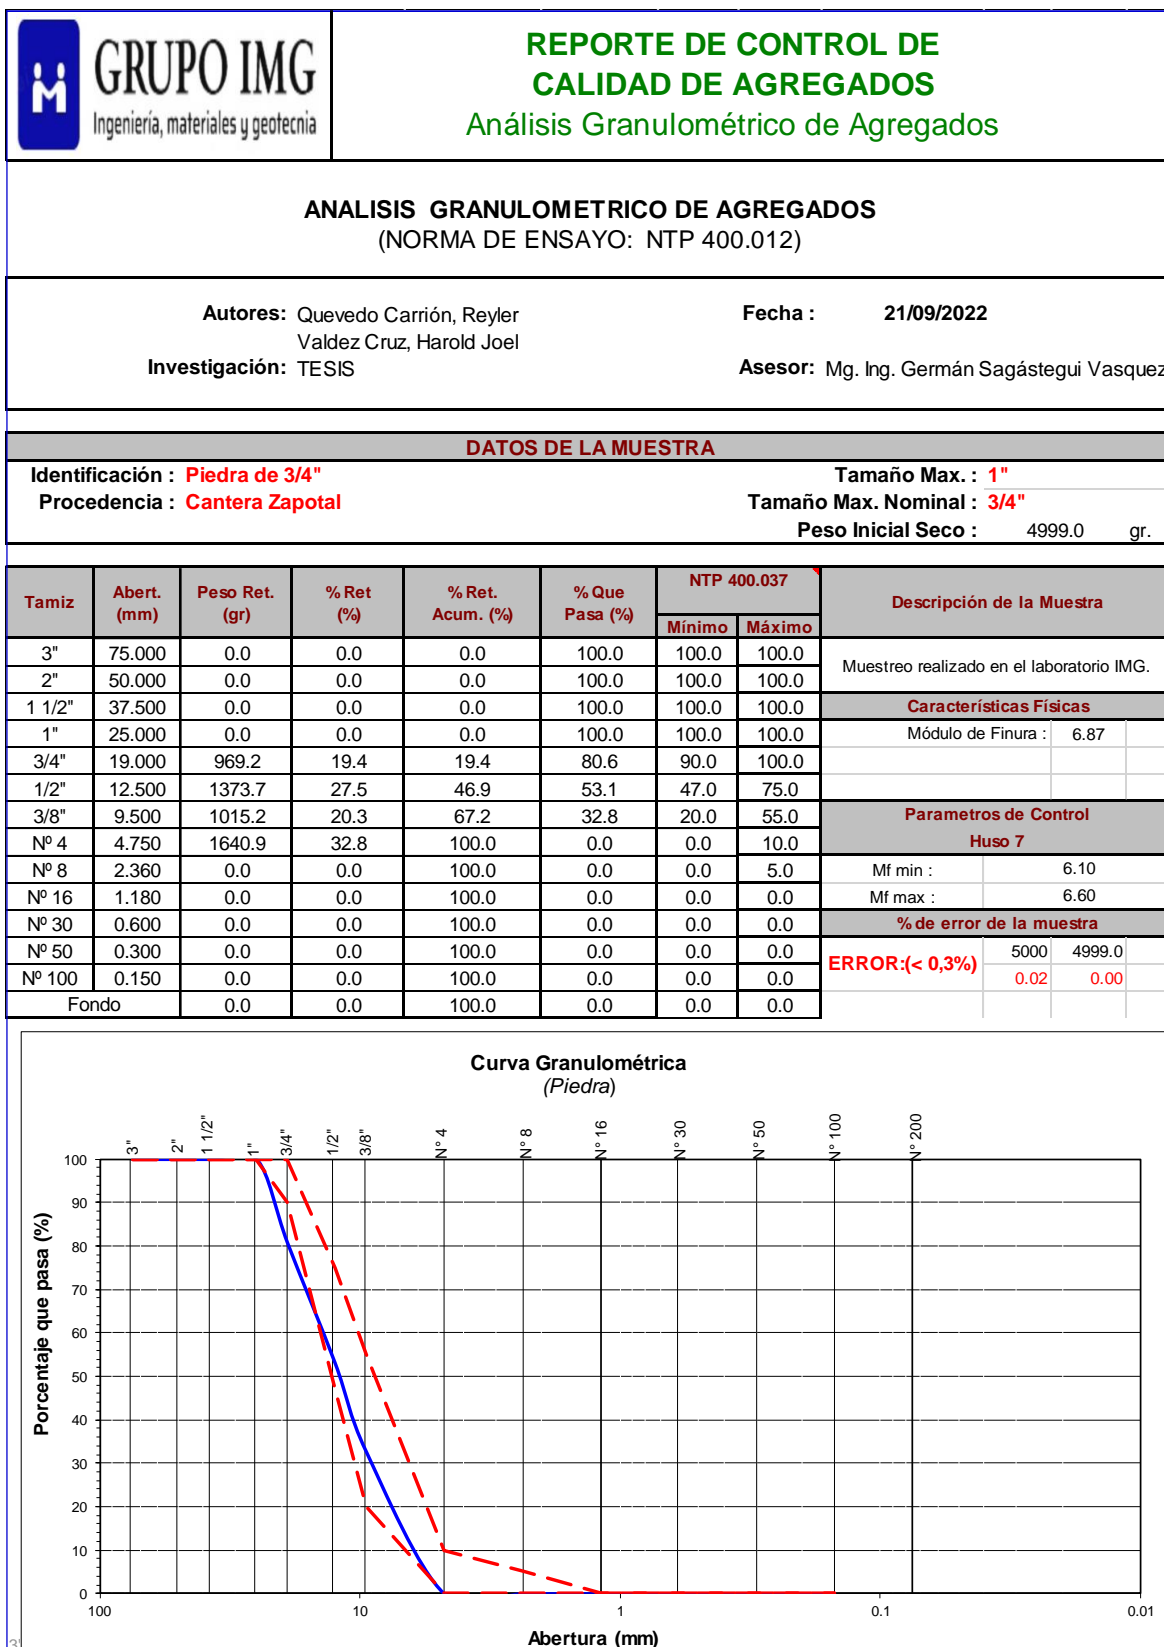 GRUPO IMG
Ingeniería, materiales y geotecnia
REPORTE DE CONTROL DE
CALIDAD DE AGREGADOS
Análisis Granulométrico de Agregados
ANALISIS GRANULOMETRICO DE AGREGADOS
(NORMA DE ENSAYO: NTP 400.012)
Autores: Quevedo Carrión, Reyler Fecha : 21/09/2022
Valdez Cruz, Harold Joel
Investigación: TESIS Asesor: Mg. Ing. Germán Sagástegui Vasquez
DATOS DE LA MUESTRA
Identificación : Piedra de 3/4" Tamaño Max. : 1"
Procedencia : Cantera Zapotal Tamaño Max. Nominal : 3/4"
Peso Inicial Seco : 4999.0 gr.
Tamiz Abert. (mm) Peso Ret. (gr) % Ret (%) % Ret. Acum. (%) % Que Pasa (%) NTP 400.037 Mínimo Máximo Descripción de la Muestra
3" 75.000 0.0 0.0 0.0 100.0 100.0 100.0 Muestreo realizado en el laboratorio IMG.
2" 50.000 0.0 0.0 0.0 100.0 100.0 100.0
1 1/2" 37.500 0.0 0.0 0.0 100.0 100.0 100.0 Características Físicas
1" 25.000 0.0 0.0 0.0 100.0 100.0 100.0 Módulo de Finura : 6.87
3/4" 19.000 969.2 19.4 19.4 80.6 90.0 100.0
1/2" 12.500 1373.7 27.5 46.9 53.1 47.0 75.0
3/8" 9.500 1015.2 20.3 67.2 32.8 20.0 55.0 Parametros de Control
Nº 4 4.750 1640.9 32.8 100.0 0.0 0.0 10.0 Huso 7
Nº 8 2.360 0.0 0.0 100.0 0.0 0.0 5.0 Mf min : 6.10
Nº 16 1.180 0.0 0.0 100.0 0.0 0.0 0.0 Mf max : 6.60
Nº 30 0.600 0.0 0.0 100.0 0.0 0.0 0.0 % de error de la muestra
Nº 50 0.300 0.0 0.0 100.0 0.0 0.0 0.0 ERROR:(< 0,3%) 5000 4999.0
Nº 100 0.150 0.0 0.0 100.0 0.0 0.0 0.0 0.02 0.00
Fondo 0.0 0.0 100.0 0.0 0.0 0.0
Curva Granulométrica
(Piedra)
3" 2" 1 1/2" 1" 3/4" 1/2" 3/8" N° 4 N° 8 N° 16 N° 30 N° 50 N° 100 N° 200
Porcentaje que pasa (%)
100
90
80
70
60
50
40
30
20
10
0
100 10 1 0.1 0.01
Abertura (mm)